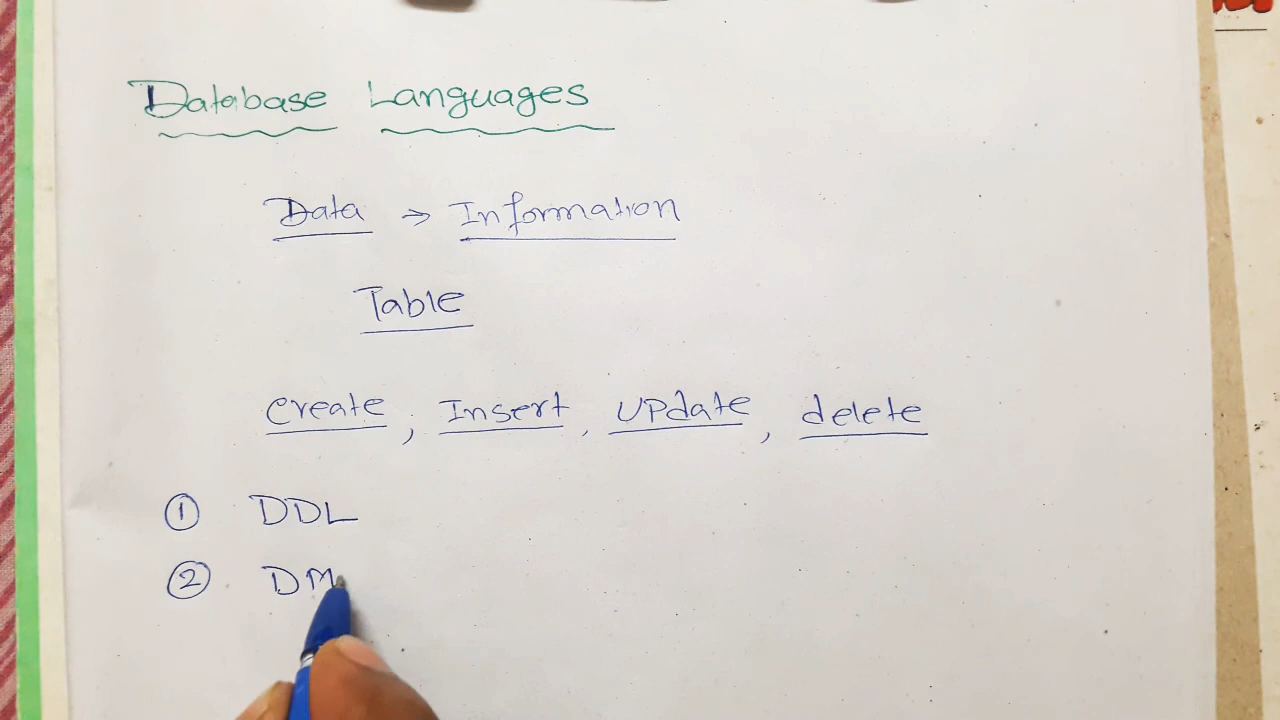 Database Languages
Data → Information
Table
Create, Insert, Update, delete
① DDL
② DM